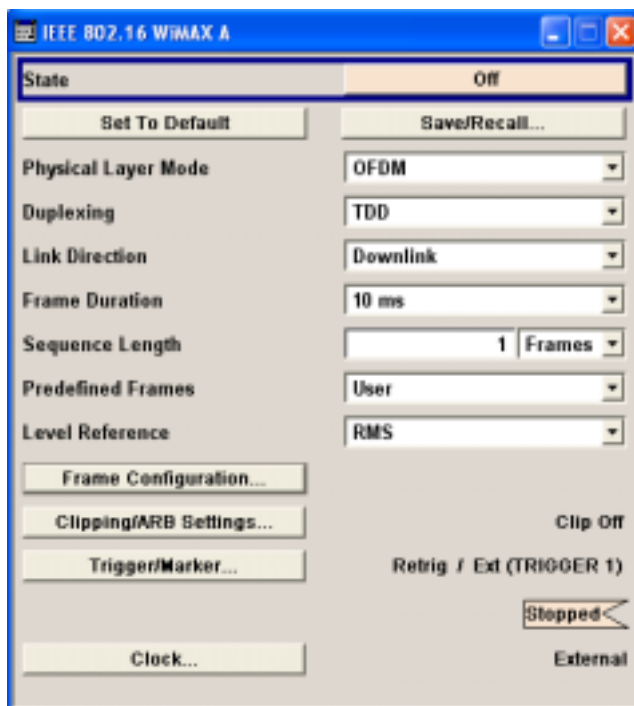 IEEE 802.16 WiMAX A
State Off
Set To Default Save/Recall...
Physical Layer Mode OFDM
Duplexing TDD
Link Direction Downlink
Frame Duration 10 ms
Sequence Length 1 Frames
Predefined Frames User
Level Reference RMS
Frame Configuration...
Clipping/ARB Settings... Clip Off
Trigger/Marker... Retrig / Ext (TRIGGER 1)
Stopped
Clock... External